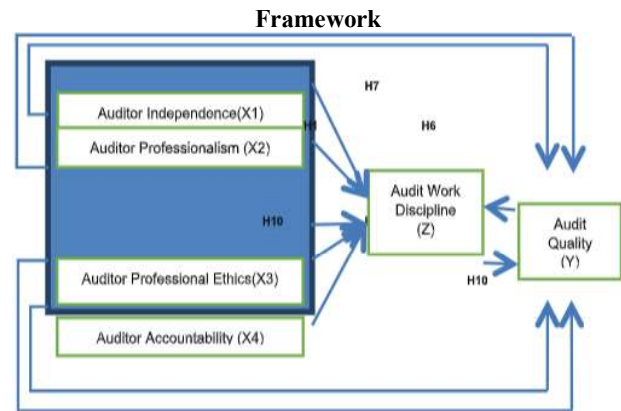 Framework
H7
Auditor Independence(X1)
H1
H6
Auditor Professionalism (X2)
Audit Work
Discipline
(Z)
H10
Audit
Quality
(Y)
Auditor Professional Ethics(X3)
H10
Auditor Accountability (X4)